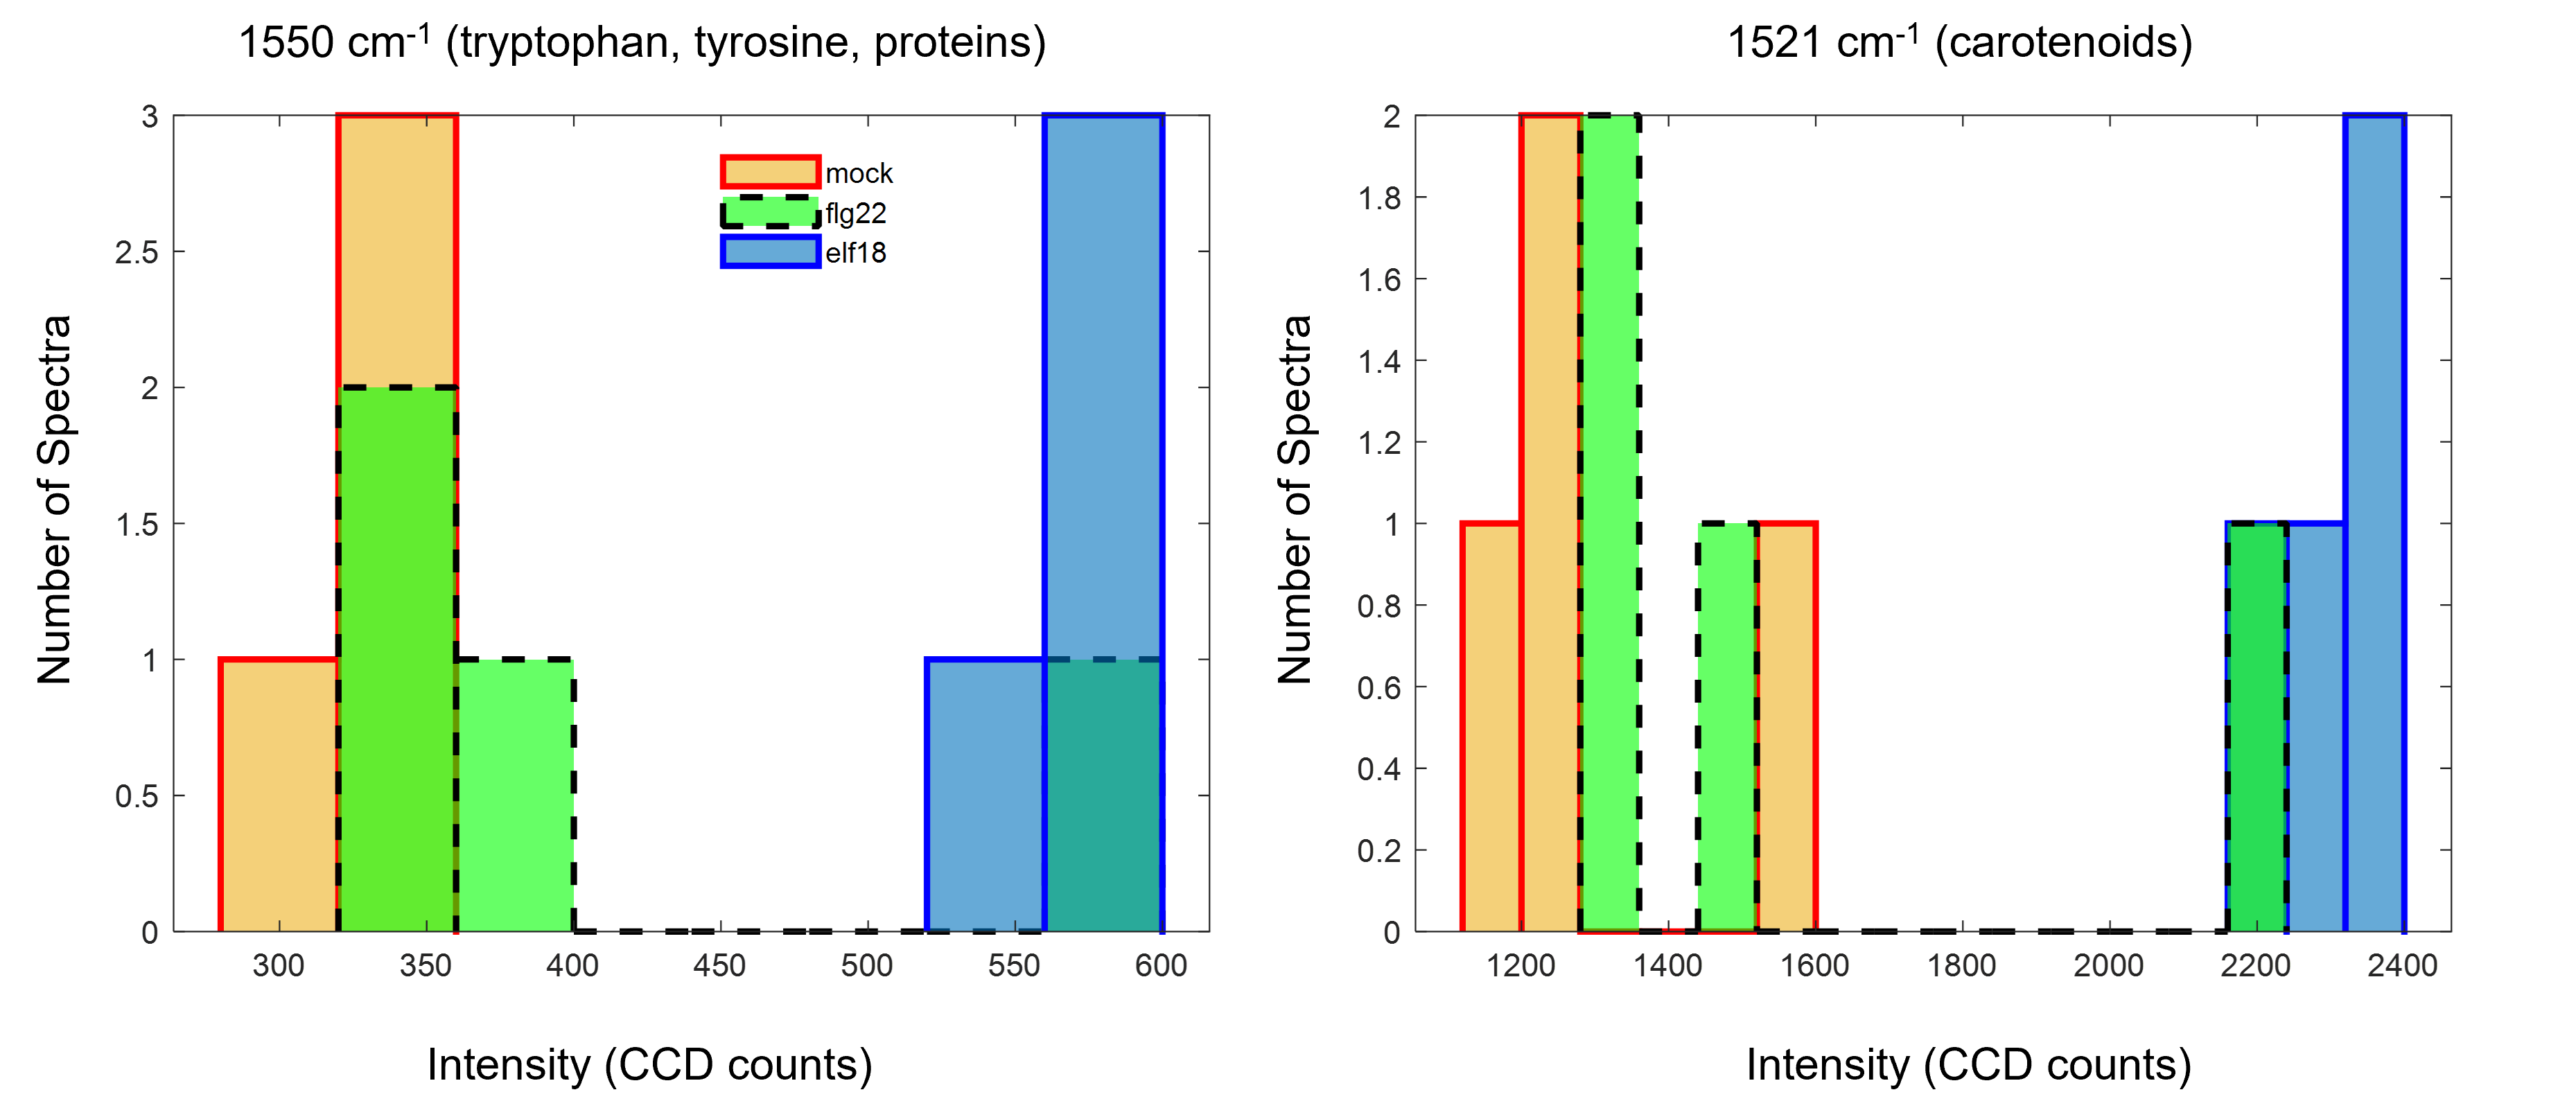 1550 cm-1 (tryptophan, tyrosine, proteins)
3
2.5
2
1.5
1
0.5
0
Number of Spectra
mock
flg22
elf18
300 350 400 450 500 550 600
Intensity (CCD counts)
1521 cm-1 (carotenoids)
2
1.8
1.6
1.4
1.2
1
0.8
0.6
0.4
0.2
0
Number of Spectra
1200 1400 1600 1800 2000 2200 2400
Intensity (CCD counts)